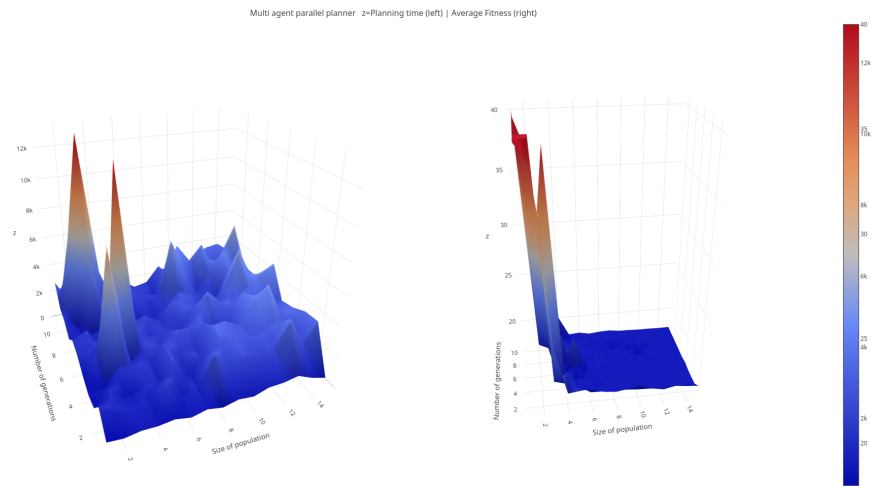 Multi agent parallel planner z=Planning time (left) | Average Fitness (right)
12k
10k
8k
6k
4k
2k
0
z
10
8
6
4
2
Number of generations
2
4
6
8
10
12
14
Size of population
40
35
30
25
20
z
10
8
6
4
2
Number of generations
2
4
6
8
10
12
14
Size of population
40
12k
35
10k
8k
30
6k
25
4k
2k
20